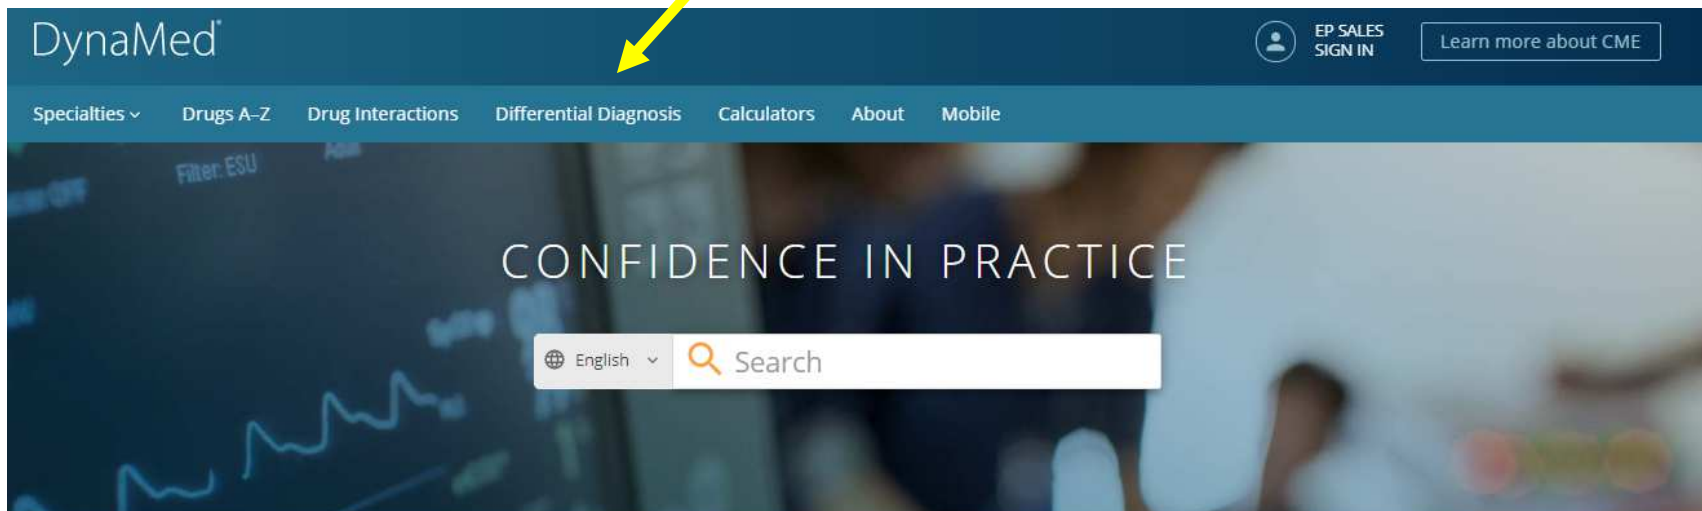 DynaMed®
EP SALES
SIGN IN
Learn more about CME
Specialties
Drugs A–Z
Drug Interactions
Differential Diagnosis
Calculators
About
Mobile
Filter: ESU
CONFIDENCE IN PRACTICE
English
Search